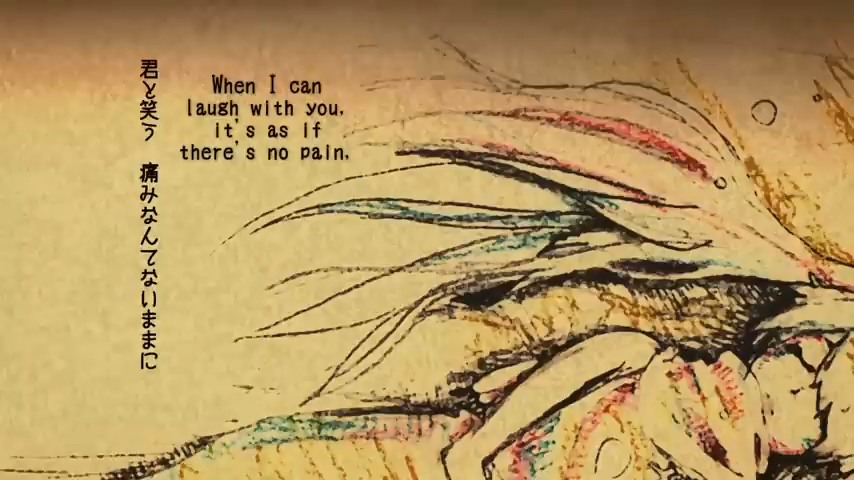 君と笑う 痛みなんてないままに
When I can
laugh with you,
it's as if
there's no pain.